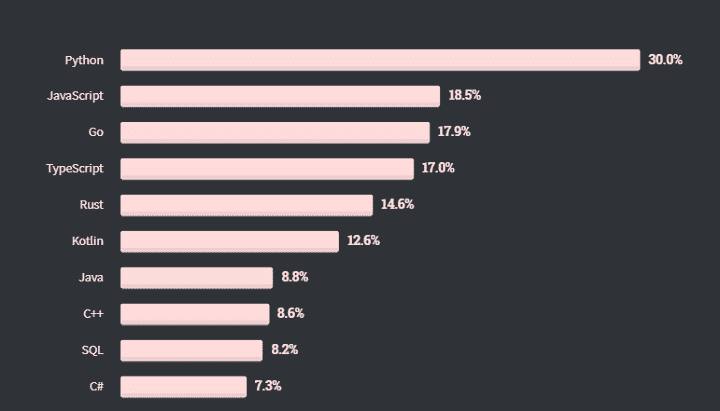 Python 30.0%
JavaScript 18.5%
Go 17.9%
TypeScript 17.0%
Rust 14.6%
Kotlin 12.6%
Java 8.8%
C++ 8.6%
SQL 8.2%
C# 7.3%